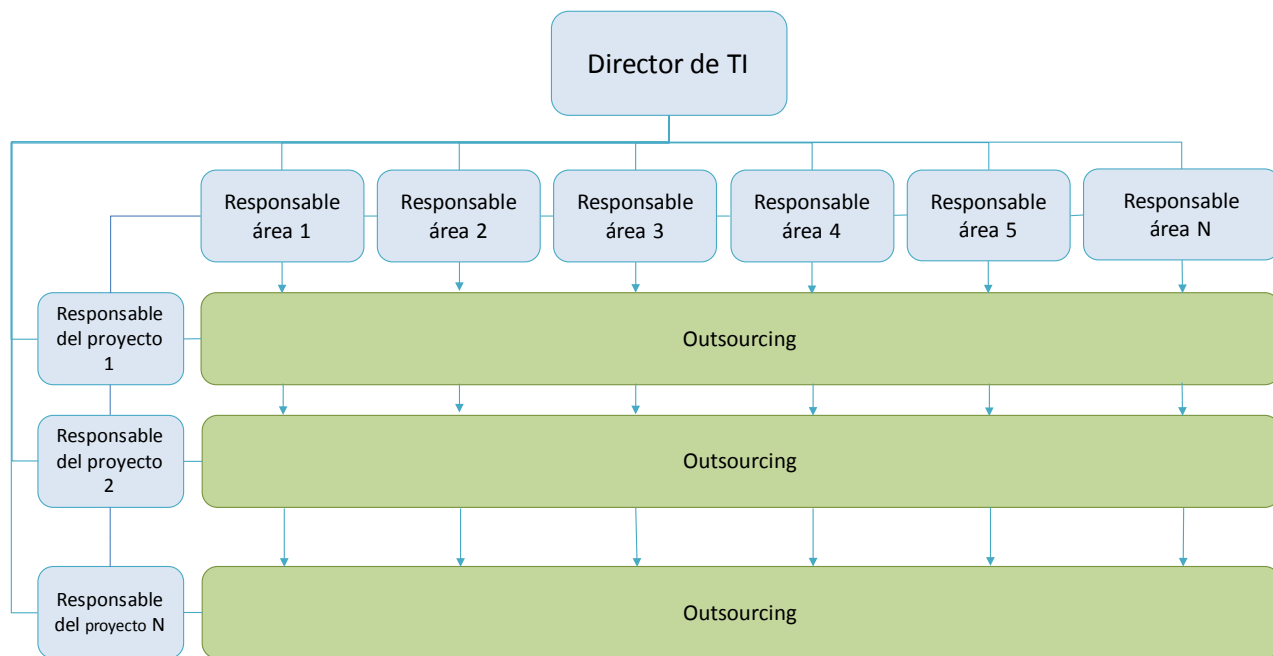 Director de TI
Responsable
área 1
Responsable
área 2
Responsable
área 3
Responsable
área 4
Responsable
área 5
Responsable
área N
Responsable
del proyecto
1
Outsourcing
Responsable
del proyecto
2
Outsourcing
Responsable
del proyecto N
Outsourcing